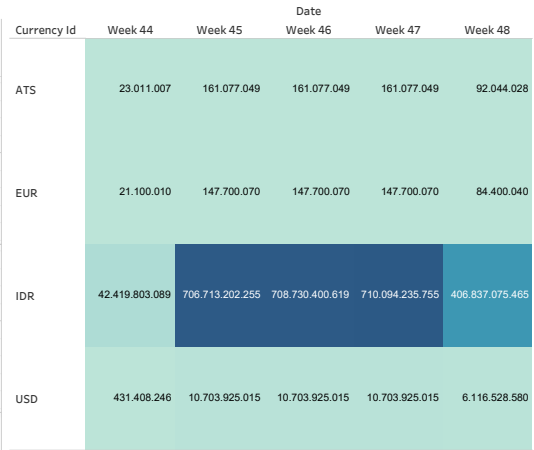 Date
Currency Id Week 44 Week 45 Week 46 Week 47 Week 48
ATS 23.011.007 161.077.049 161.077.049 161.077.049 92.044.028
EUR 21.100.010 147.700.070 147.700.070 147.700.070 84.400.040
IDR 42.419.803.089 706.713.202.255 708.730.400.619 710.094.235.755 406.837.075.465
USD 431.408.246 10.703.925.015 10.703.925.015 10.703.925.015 6.116.528.580